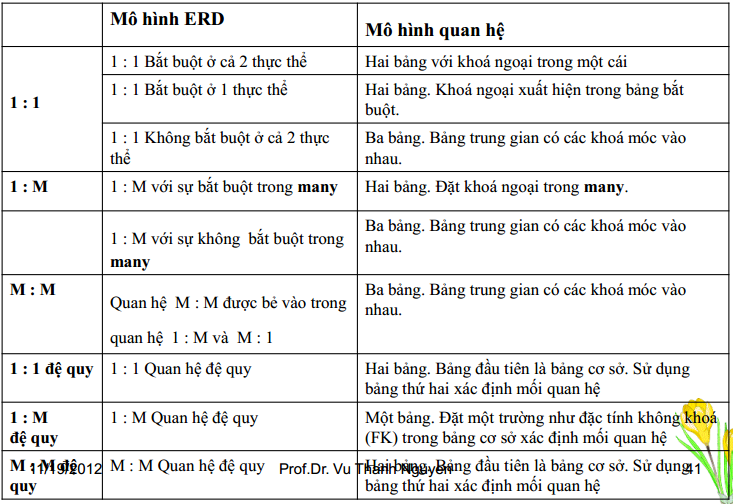 Mô hình ERD
Mô hình quan hệ
1 : 1
1 : 1 Bắt buột ở cả 2 thực thể
Hai bảng với khoá ngoại trong một cái
1 : 1 Bắt buột ở 1 thực thể
Hai bảng. Khoá ngoại xuất hiện trong bảng bắt
buột.
1 : 1 Không bắt buột ở cả 2 thực
thể
Ba bảng. Bảng trung gian có các khoá móc vào
nhau.
1 : M
1 : M với sự bắt buột trong many
Hai bảng. Đặt khoá ngoại trong many.
1 : M với sự không bắt buột trong
many
Ba bảng. Bảng trung gian có các khoá móc vào
nhau.
M : M
Quan hệ M : M được bẻ vào trong
quan hệ 1 : M và M : 1
Ba bảng. Bảng trung gian có các khoá móc vào
nhau.
1 : 1 đệ quy
1 : 1 Quan hệ đệ quy
Hai bảng. Bảng đầu tiên là bảng cơ sở. Sử dụng
bảng thứ hai xác định mối quan hệ
1 : M
đệ quy
1 : M Quan hệ đệ quy
Một bảng. Đặt một trường như đặc tính không khoá
(FK) trong bảng cơ sở xác định mối quan hệ
M : M đệ
quy
M : M Quan hệ đệ quy
Hai bảng. Bảng đầu tiên là bảng cơ sở. Sử dụng
bảng thứ hai xác định mối quan hệ
11/19/2012
Prof.Dr. Vu Thanh Nguyen
41